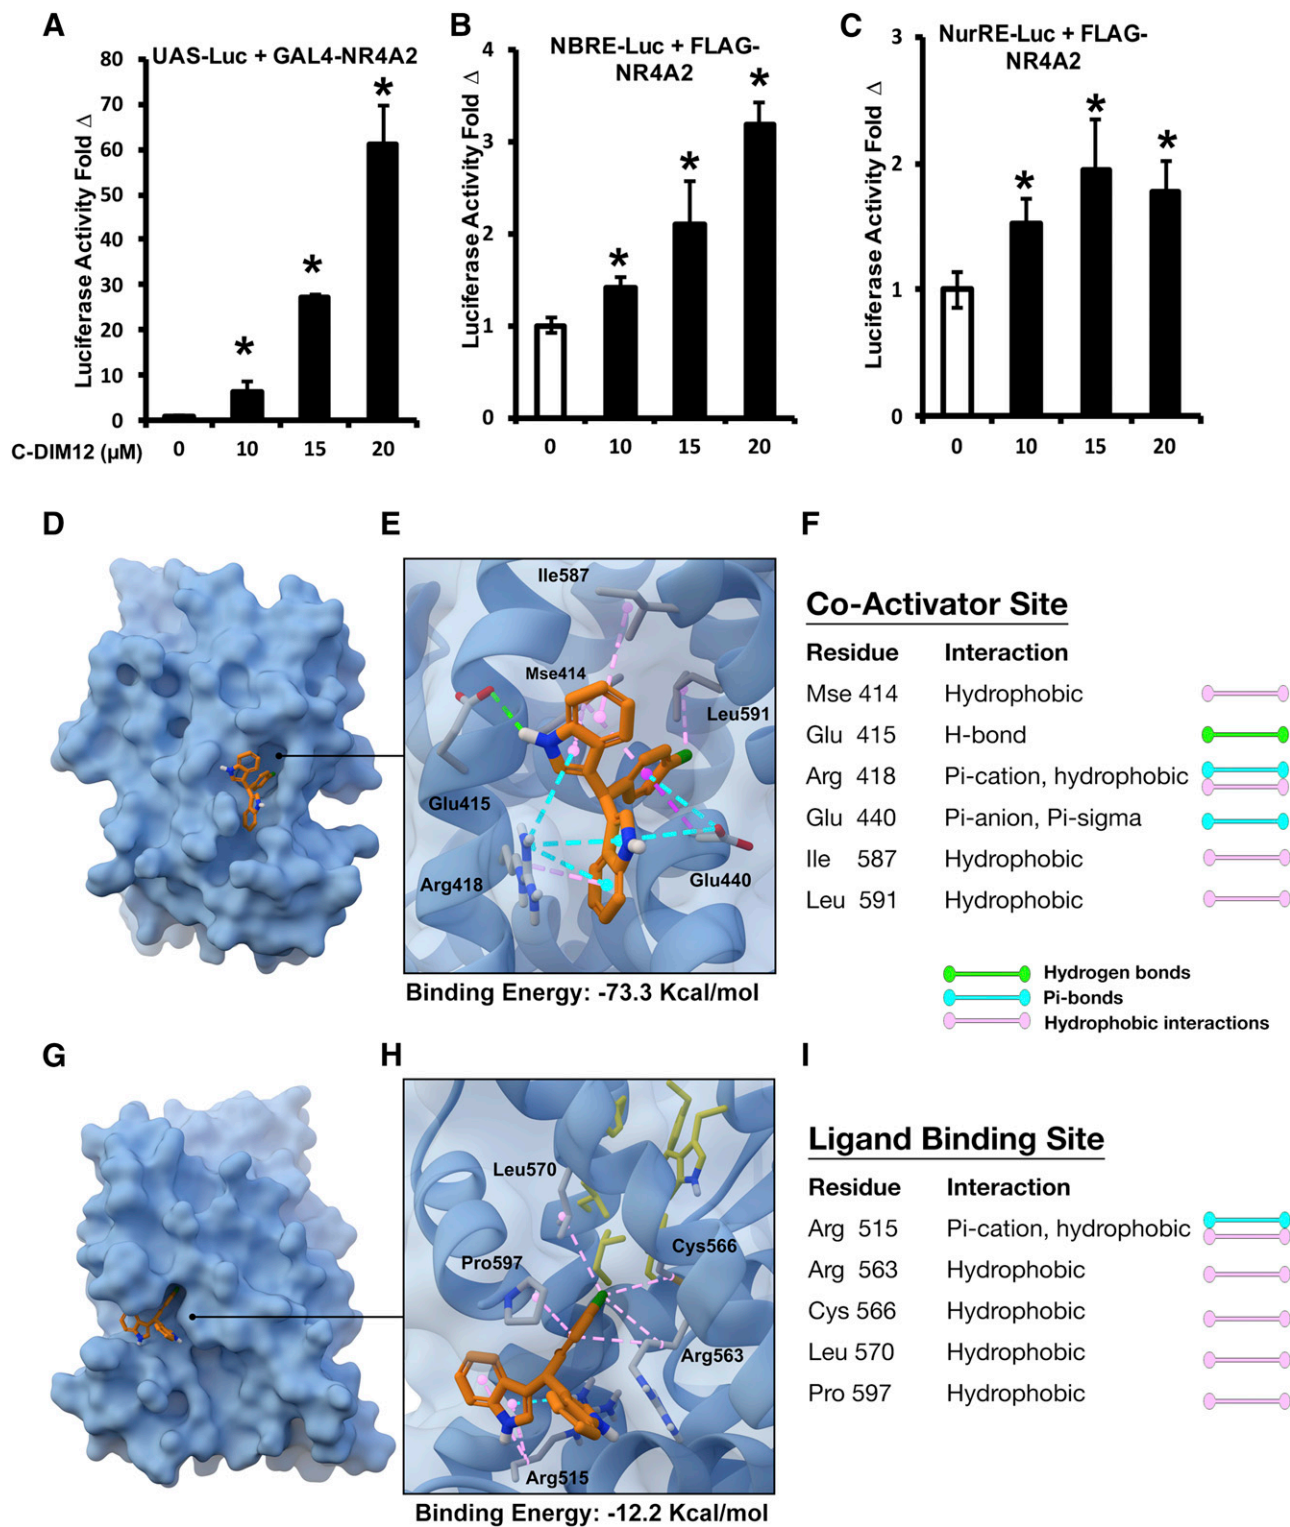 A
UAS-Luc + GAL4-NR4A2
Luciferase Activity Fold Δ
80
70
60
50
40
30
20
10
0
*
*
*
C-DIM12 (µM)
0
10
15
20
B
NBRE-Luc + FLAG-
NR4A2
Luciferase Activity Fold Δ
4
3
2
1
0
*
*
*
0
10
15
20
C
NurRE-Luc + FLAG-
NR4A2
Luciferase Activity Fold Δ
3
2
1
0
*
*
*
0
10
15
20
D
E
Ile587
Mse414
Leu591
Glu415
Arg418
Glu440
Binding Energy: -73.3 Kcal/mol
F
Co-Activator Site
Residue Interaction
Mse 414 Hydrophobic
Glu 415 H-bond
Arg 418 Pi-cation, hydrophobic
Glu 440 Pi-anion, Pi-sigma
Ile 587 Hydrophobic
Leu 591 Hydrophobic
Hydrogen bonds
Pi-bonds
Hydrophobic interactions
G
H
Leu570
Cys566
Pro597
Arg563
Arg515
Binding Energy: -12.2 Kcal/mol
I
Ligand Binding Site
Residue Interaction
Arg 515 Pi-cation, hydrophobic
Arg 563 Hydrophobic
Cys 566 Hydrophobic
Leu 570 Hydrophobic
Pro 597 Hydrophobic